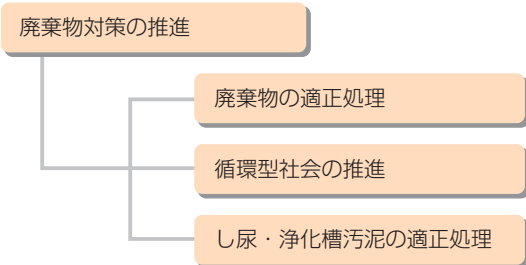 廃棄物対策の推進
廃棄物の適正処理
循環型社会の推進
し尿・浄化槽汚泥の適正処理